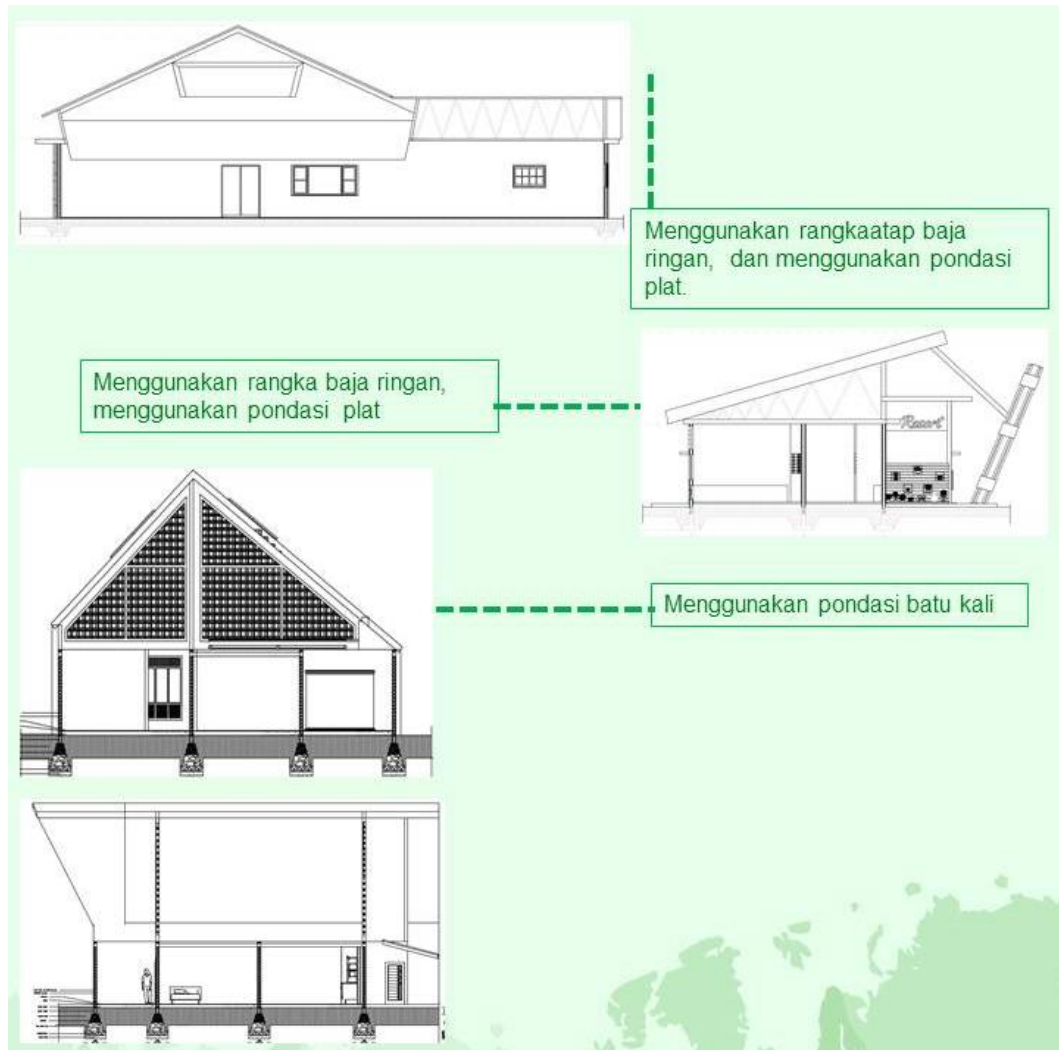 Menggunakan rangkaatap baja
ringan, dan menggunakan pondasi
plat.
Menggunakan rangka baja ringan,
menggunakan pondasi plat
Resort
Menggunakan pondasi batu kali